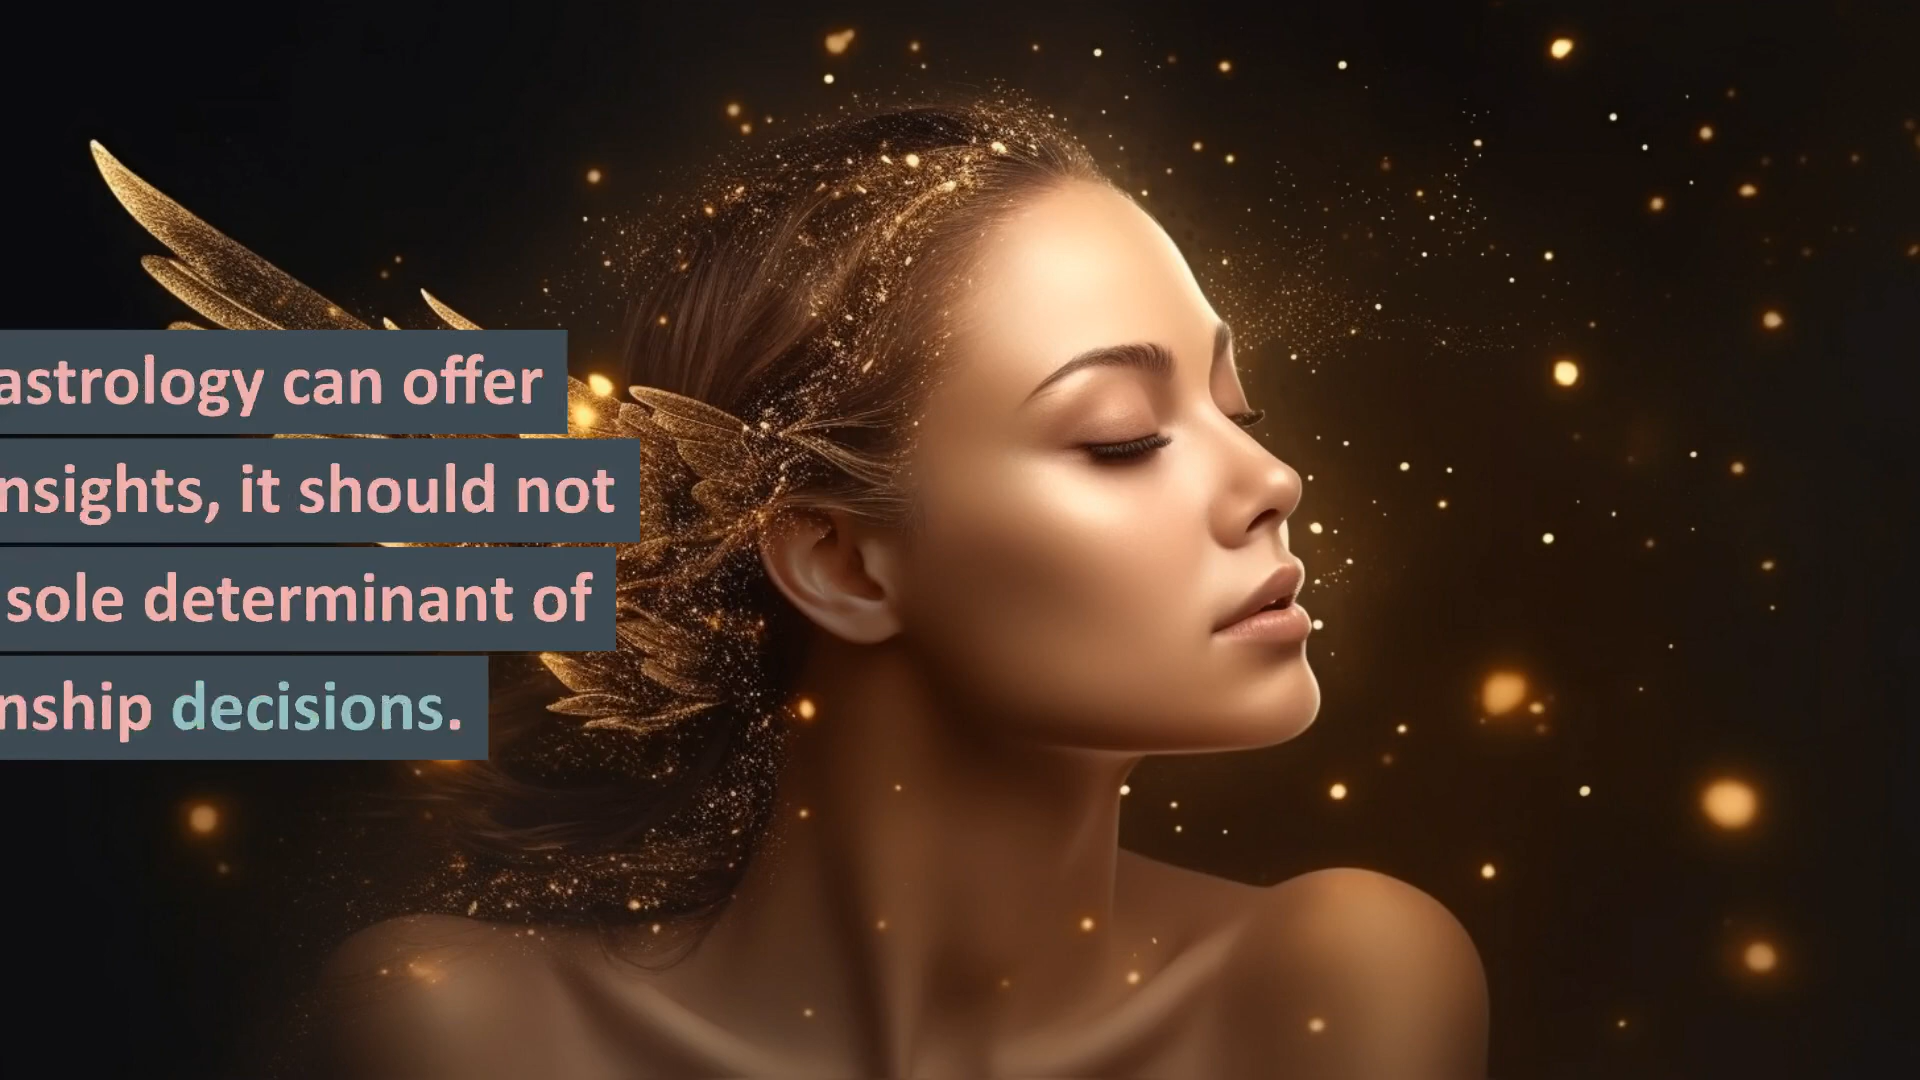 astrology can offer
nsights, it should not
sole determinant of
nship decisions.